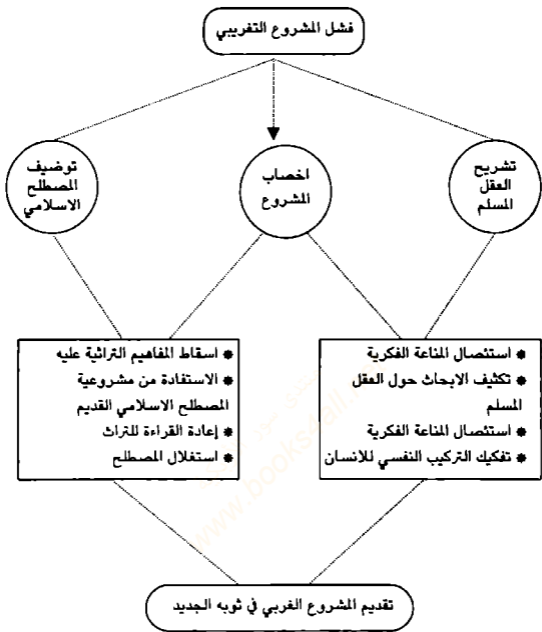 فشل المشروع التغريبي
تشريح
العقل
المسلم
اخصاب
المشروع
توضيف
المصطلح
الاسلامي
* استئصال المناعة الفكرية
* تكثيف الابحاث حول العقل
المسلم
* استئصال المناعة الفكرية
* تفكيك التركيب النفسي للانسان
* اسقاط المفاهيم التراثية عليه
* الاستفادة من مشروعية
المصطلح الاسلامي القديم
* إعادة القراءة للتراث
* استغلال المصطلح
تقديم المشروع الغربي في ثوبه الجديد